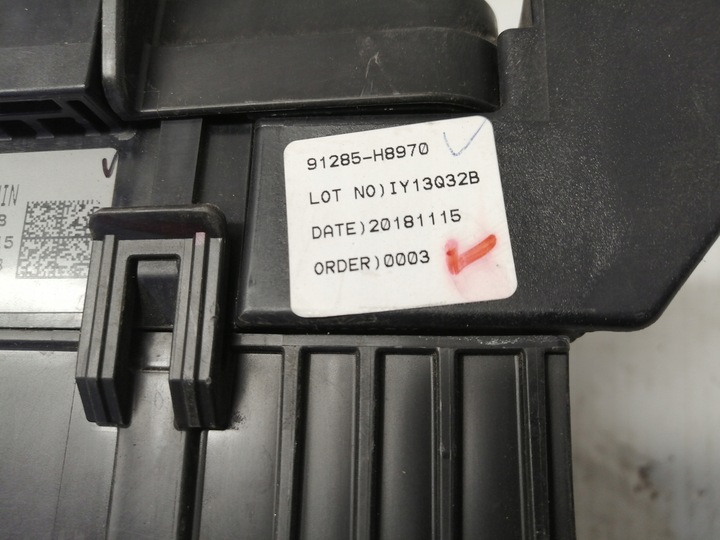 91285-H8970
LOT NO)IY13Q32B
DATE)20181115
ORDER)0003